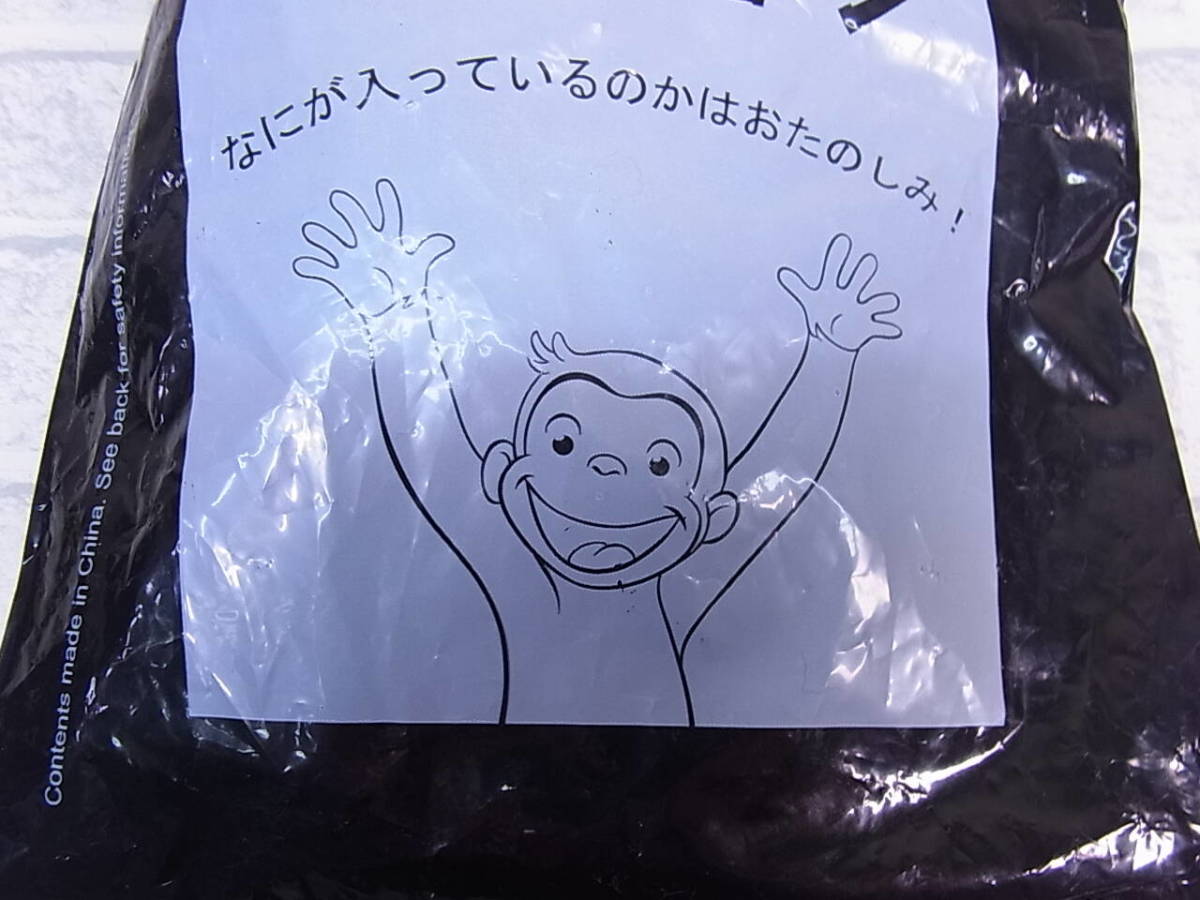 なにが入っているのかはおたのしみ！
Contents made in China. See back for safety informa